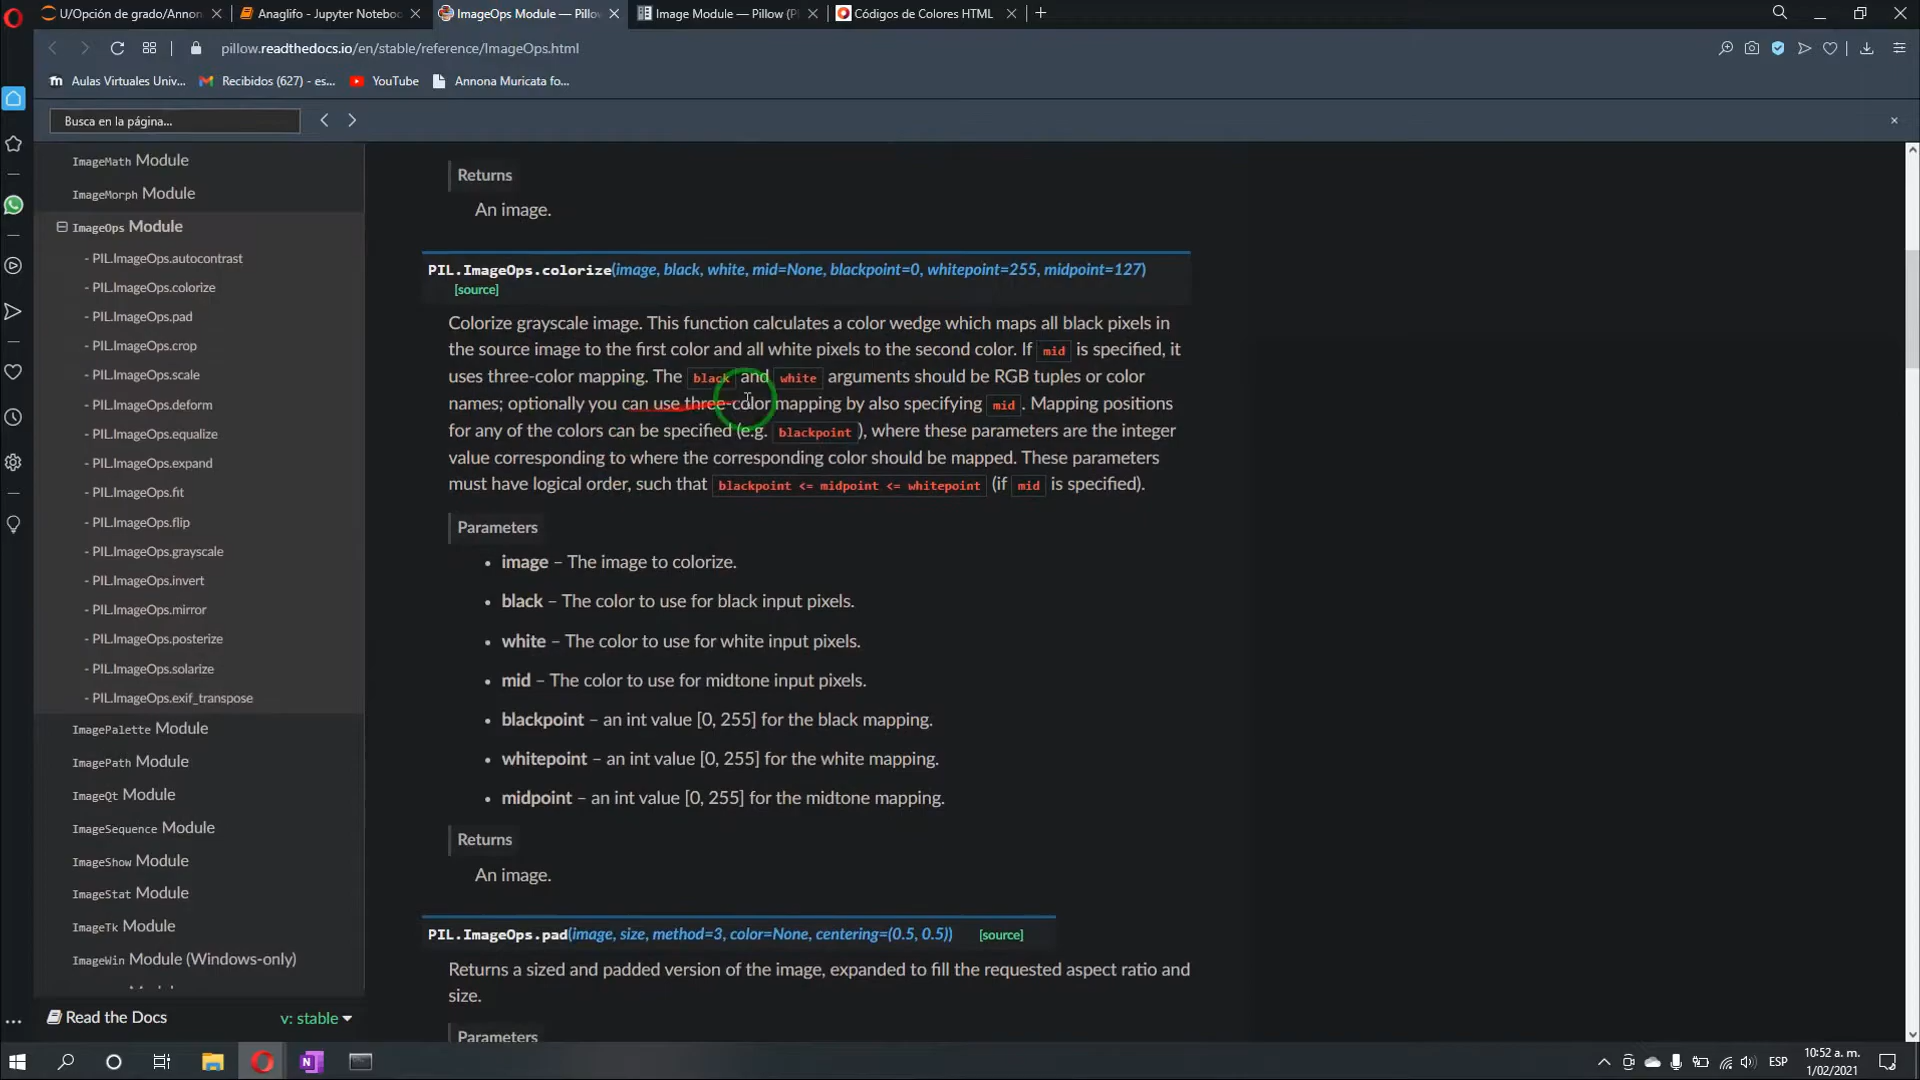 U/Opción de grado/Annon
Anaglifo - Jupyter Notebo
ImageOps Module — Pillow
Image Module — Pillow (P
Códigos de Colores HTML
pillow.readthedocs.io/en/stable/reference/ImageOps.html
Aulas Virtuales Univ...
Recibidos (627) - es...
YouTube
Annona Muricata fo...
Busca en la página...
ImageMath Module
ImageMorph Module
ImageOps Module
- PIL.ImageOps.autocontrast
- PIL.ImageOps.colorize
- PIL.ImageOps.pad
- PIL.ImageOps.crop
- PIL.ImageOps.scale
- PIL.ImageOps.deform
- PIL.ImageOps.equalize
- PIL.ImageOps.expand
- PIL.ImageOps.fit
- PIL.ImageOps.flip
- PIL.ImageOps.grayscale
- PIL.ImageOps.invert
- PIL.ImageOps.mirror
- PIL.ImageOps.posterize
- PIL.ImageOps.solarize
- PIL.ImageOps.exif_transpose
ImagePalette Module
ImagePath Module
ImageQt Module
ImageSequence Module
ImageShow Module
ImageStat Module
ImageTk Module
ImageWin Module (Windows-only)
Read the Docs
v: stable
Returns
An image.
PIL.ImageOps.colorize(image, black, white, mid=None, blackpoint=0, whitepoint=255, midpoint=127)
[source]
Colorize grayscale image. This function calculates a color wedge which maps all black pixels in
the source image to the first color and all white pixels to the second color. If mid is specified, it
uses three-color mapping. The black and white arguments should be RGB tuples or color
names; optionally you can use three-color mapping by also specifying mid. Mapping positions
for any of the colors can be specified (e.g. blackpoint), where these parameters are the integer
value corresponding to where the corresponding color should be mapped. These parameters
must have logical order, such that blackpoint <= midpoint <= whitepoint (if mid is specified).
Parameters
• image – The image to colorize.
• black – The color to use for black input pixels.
• white – The color to use for white input pixels.
• mid – The color to use for midtone input pixels.
• blackpoint – an int value [0, 255] for the black mapping.
• whitepoint – an int value [0, 255] for the white mapping.
• midpoint – an int value [0, 255] for the midtone mapping.
Returns
An image.
PIL.ImageOps.pad(image, size, method=3, color=None, centering=(0.5, 0.5)) [source]
Returns a sized and padded version of the image, expanded to fill the requested aspect ratio and
size.
Parameters
ESP
10:52 a. m.
1/02/2021